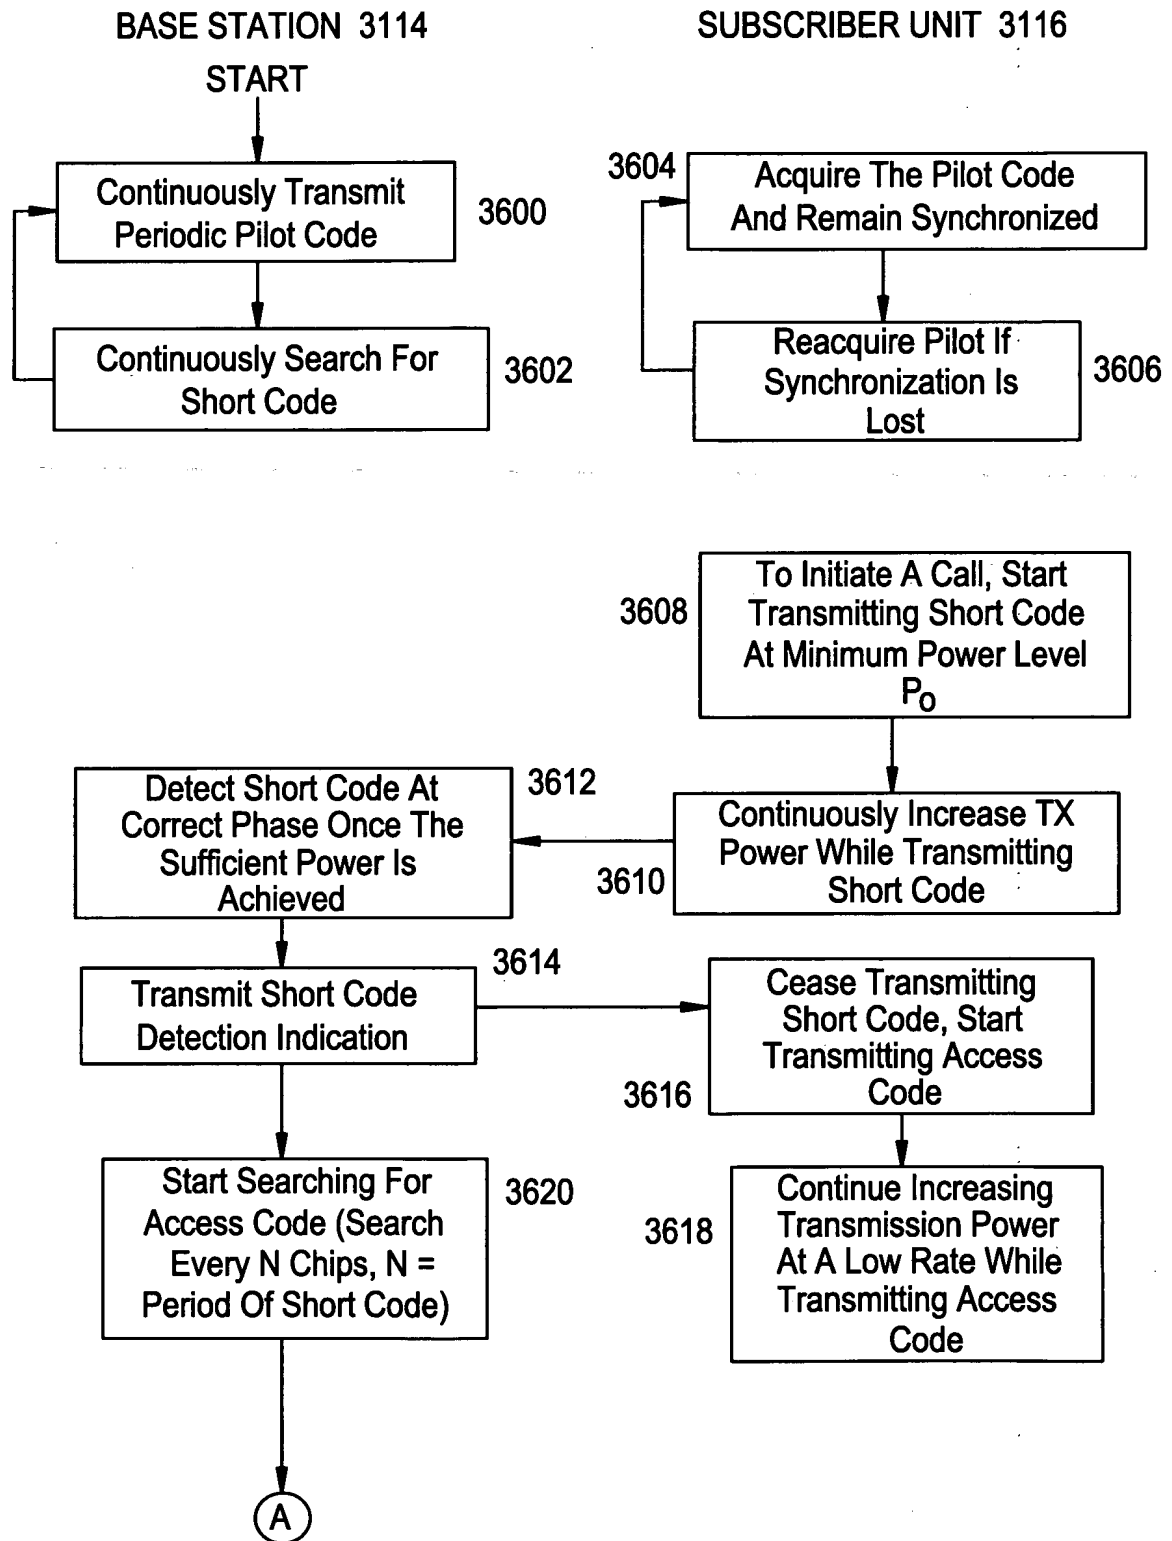 BASE STATION 3114
SUBSCRIBER UNIT 3116
START
Continuously Transmit
Periodic Pilot Code
3600
3604
Acquire The Pilot Code
And Remain Synchronized
Continuously Search For
Short Code
3602
Reacquire Pilot If
Synchronization Is
Lost
3606
3608
To Initiate A Call, Start
Transmitting Short Code
At Minimum Power Level
Po
Detect Short Code At
Correct Phase Once The
Sufficient Power Is
Achieved
3612
3610
Continuously Increase TX
Power While Transmitting
Short Code
Transmit Short Code
Detection Indication
3614
3616
Cease Transmitting
Short Code, Start
Transmitting Access
Code
Start Searching For
Access Code (Search
Every N Chips, N =
Period Of Short Code)
3620
3618
Continue Increasing
Transmission Power
At A Low Rate While
Transmitting Access
Code
A